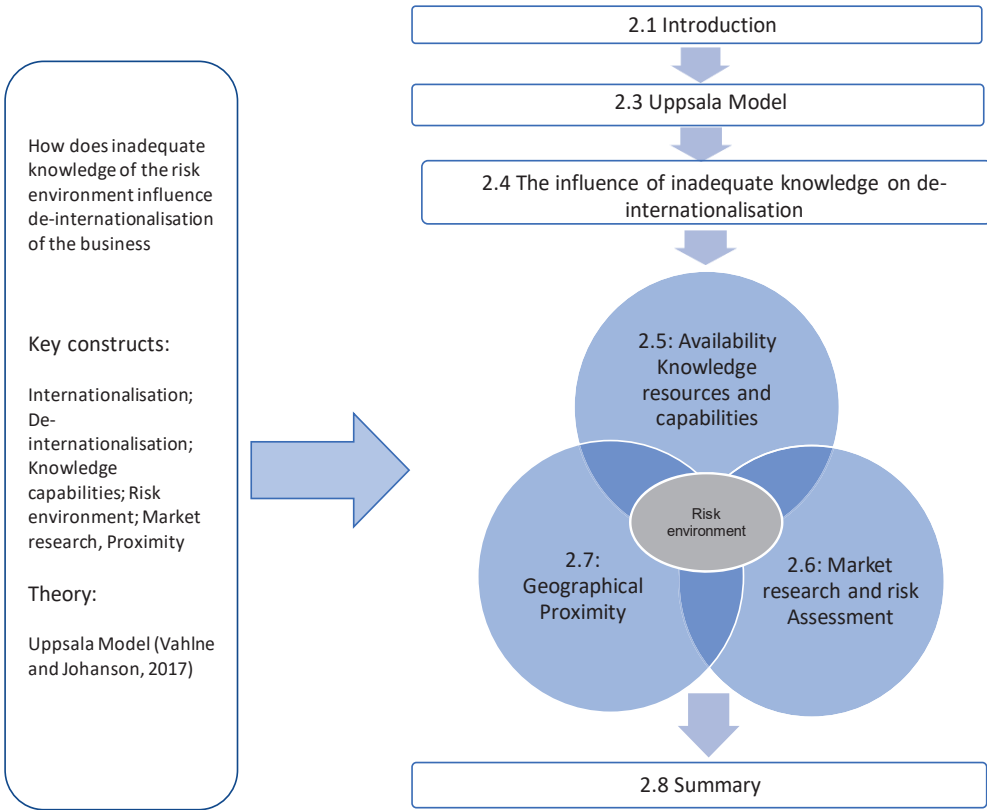 How does inadequate
knowledge of the risk
environment influence
de-internationalisation
of the business
Key constructs:
Internationalisation;
De-
internationalisation;
Knowledge
capabilities; Risk
environment; Market
research, Proximity
Theory:
Uppsala Model (Vahlne
and Johanson, 2017)
2.1 Introduction
2.3 Uppsala Model
2.4 The influence of inadequate knowledge on de-
internationalisation
2.5: Availability
Knowledge
resources and
capabilities
Risk
environment
2.7:
Geographical
Proximity
2.6: Market
research and risk
Assessment
2.8 Summary